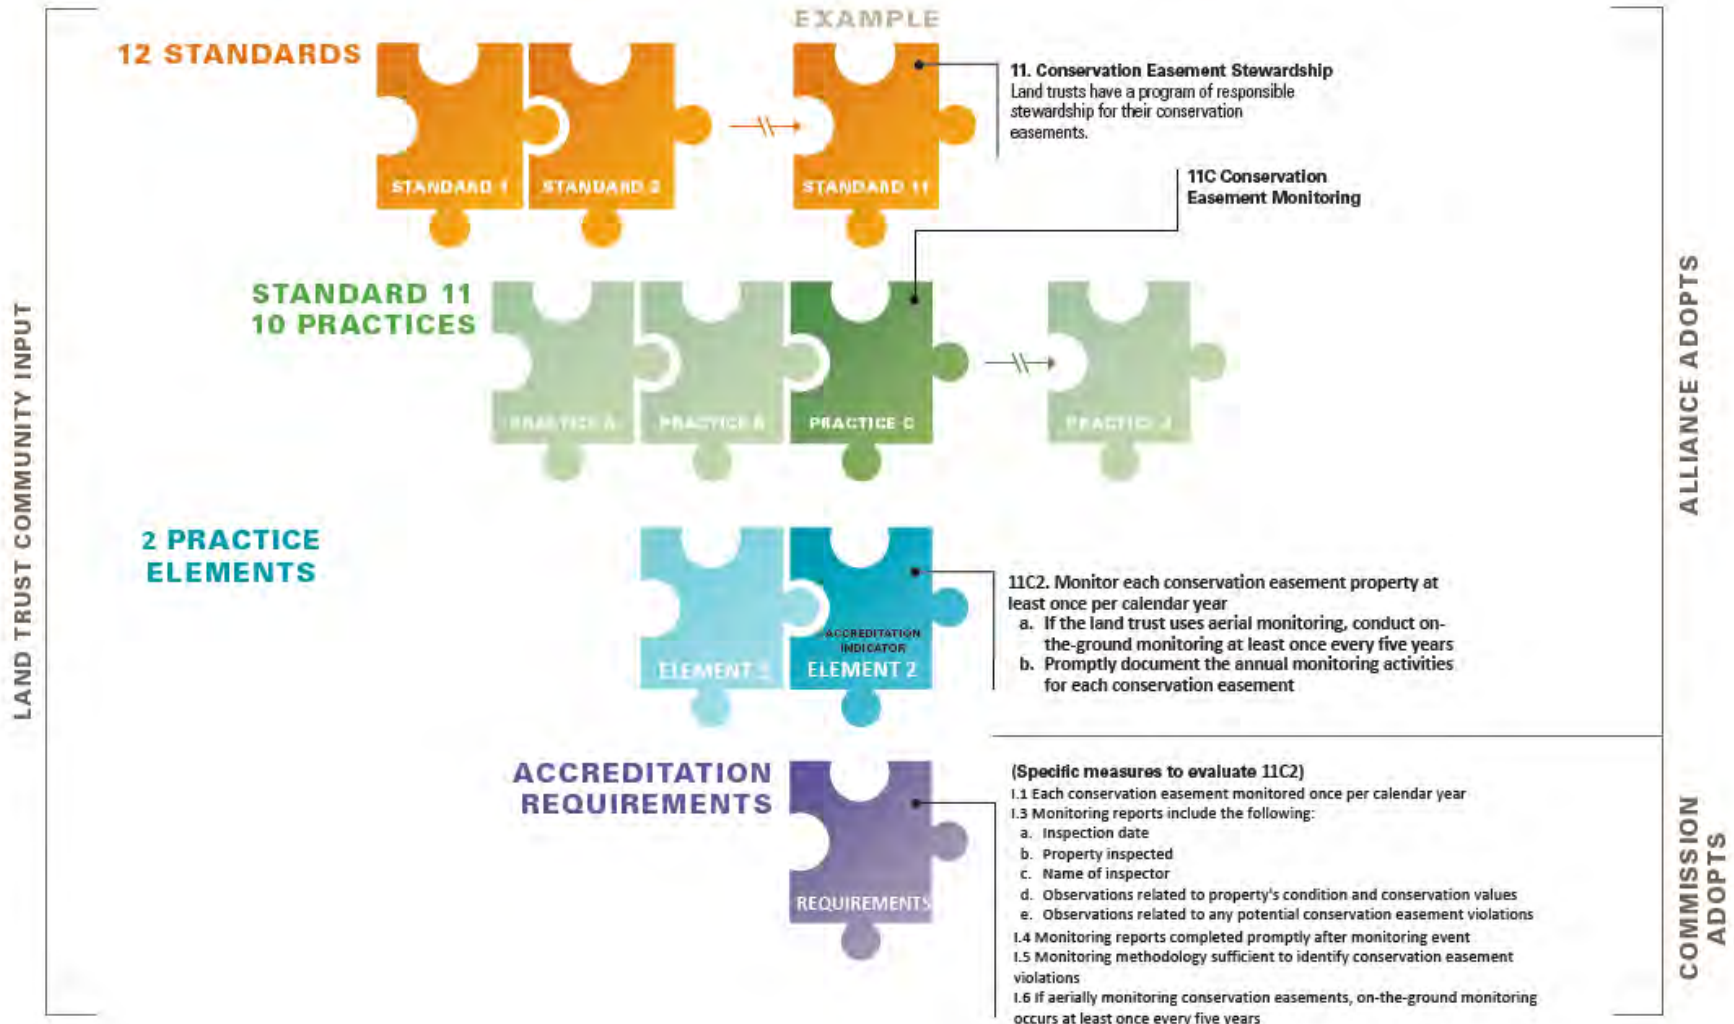 EXAMPLE
12 STANDARDS
STANDARD 1
STANDARD 2
STANDARD 11
11. Conservation Easement Stewardship
Land trusts have a program of responsible
stewardship for their conservation
easements.
11C Conservation
Easement Monitoring
STANDARD 11
10 PRACTICES
PRACTICE A
PRACTICE B
PRACTICE C
PRACTICE J
2 PRACTICE
ELEMENTS
ELEMENT 1
ACCREDITATION
INDICATOR
ELEMENT 2
11C2. Monitor each conservation easement property at
least once per calendar year
a. If the land trust uses aerial monitoring, conduct on-
the-ground monitoring at least once every five years
b. Promptly document the annual monitoring activities
for each conservation easement
ACCREDITATION
REQUIREMENTS
REQUIREMENTS
(Specific measures to evaluate 11C2)
I.1 Each conservation easement monitored once per calendar year
I.3 Monitoring reports include the following:
a. Inspection date
b. Property inspected
c. Name of inspector
d. Observations related to property's condition and conservation values
e. Observations related to any potential conservation easement violations
I.4 Monitoring reports completed promptly after monitoring event
I.5 Monitoring methodology sufficient to identify conservation easement
violations
I.6 If aerially monitoring conservation easements, on-the-ground monitoring
occurs at least once every five years
LAND TRUST COMMUNITY INPUT
ALLIANCE ADOPTS
COMMISSION
ADOPTS